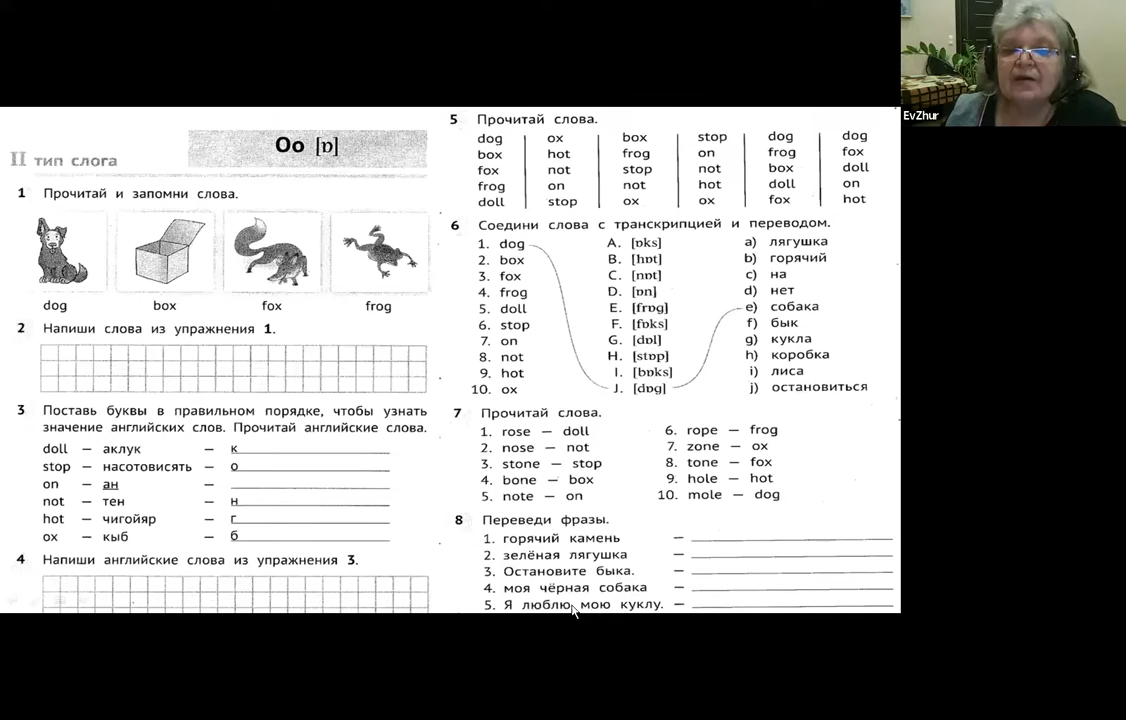 EvZhur
II тип слога
Oo [ɒ]
1 Прочитай и запомни слова.
dog box fox frog
2 Напиши слова из упражнения 1.
3 Поставь буквы в правильном порядке, чтобы узнать
значение английских слов. Прочитай английские слова.
doll — аклук — к
stop — насотовисять — о
on — ан —
not — тен — н
hot — чигойяр — г
ox — кыб — б
4 Напиши английские слова из упражнения 3.
5 Прочитай слова.
dog ox box stop dog dog
box hot frog on frog fox
fox not stop not box doll
frog on not hot doll on
doll stop ox ox fox hot
6 Соедини слова с транскрипцией и переводом.
1. dog A. [ɒks] a) лягушка
2. box B. [hɒt] b) горячий
3. fox C. [nɒt] c) на
4. frog D. [ɒn] d) нет
5. doll E. [frɒg] e) собака
6. stop F. [fɒks] f) бык
7. on G. [dɒl] g) кукла
8. not H. [stɒp] h) коробка
9. hot I. [bɒks] i) лиса
10. ox J. [dɒg] j) остановиться
7 Прочитай слова.
1. rose — doll 6. rope — frog
2. nose — not 7. zone — ox
3. stone — stop 8. tone — fox
4. bone — box 9. hole — hot
5. note — on 10. mole — dog
8 Переведи фразы.
1. горячий камень —
2. зелёная лягушка —
3. Остановите быка. —
4. моя чёрная собака —
5. Я люблю мою куклу. —